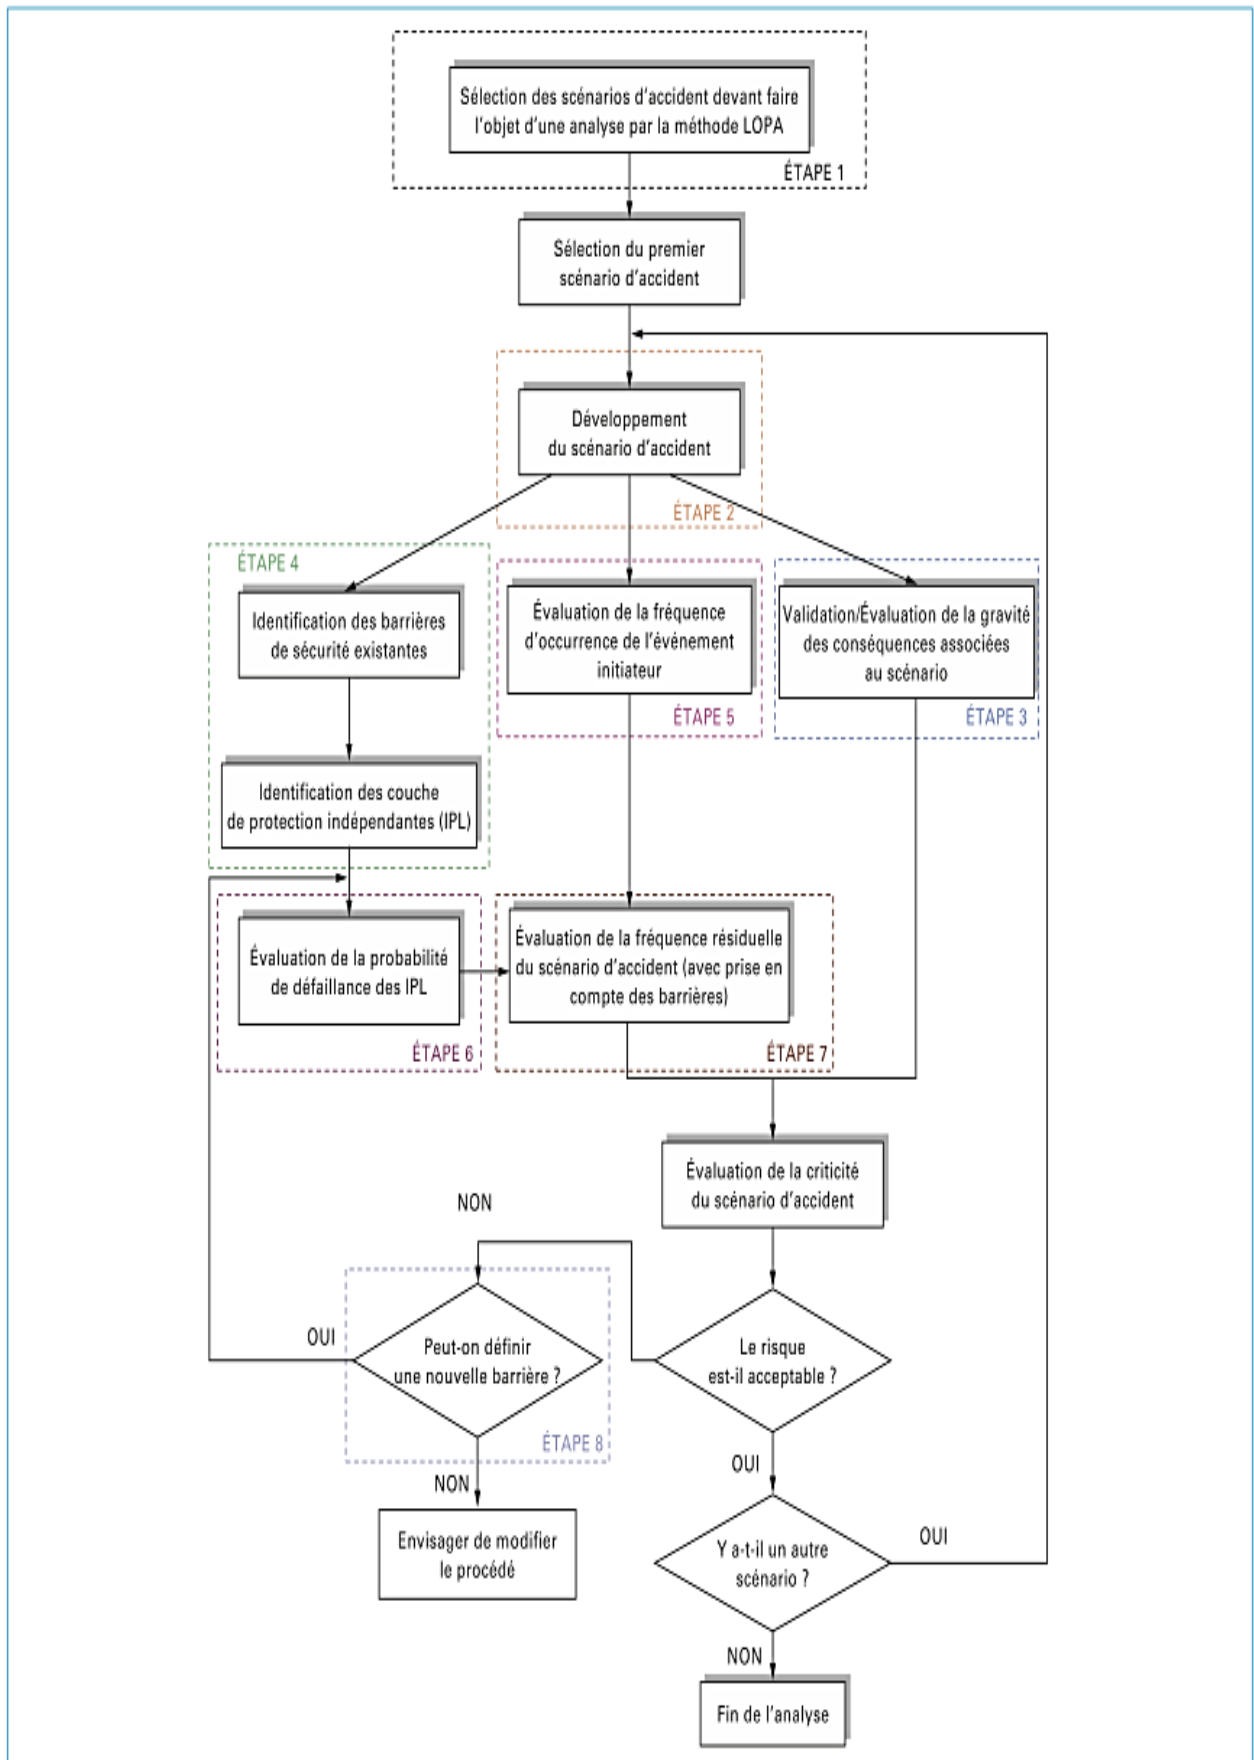 Sélection des scénarios d'accident devant faire
l'objet d'une analyse par la méthode LOPA
ÉTAPE 1
Sélection du premier
scénario d'accident
Développement
du scénario d'accident
ÉTAPE 2
ÉTAPE 4
Identification des barrières
de sécurité existantes
Évaluation de la fréquence
d'occurrence de l'événement
initiateur
ÉTAPE 5
Validation/Évaluation de la gravité
des conséquences associées
au scénario
ÉTAPE 3
Identification des couche
de protection indépendantes (IPL)
Évaluation de la probabilité
de défaillance des IPL
ÉTAPE 6
Évaluation de la fréquence résiduelle
du scénario d'accident (avec prise en
compte des barrières)
ÉTAPE 7
Évaluation de la criticité
du scénario d'accident
NON
OUI
Peut-on définir
une nouvelle barrière ?
ÉTAPE 8
Le risque
est-il acceptable ?
OUI
NON
Envisager de modifier
le procédé
Y a-t-il un autre
scénario ?
OUI
NON
Fin de l'analyse